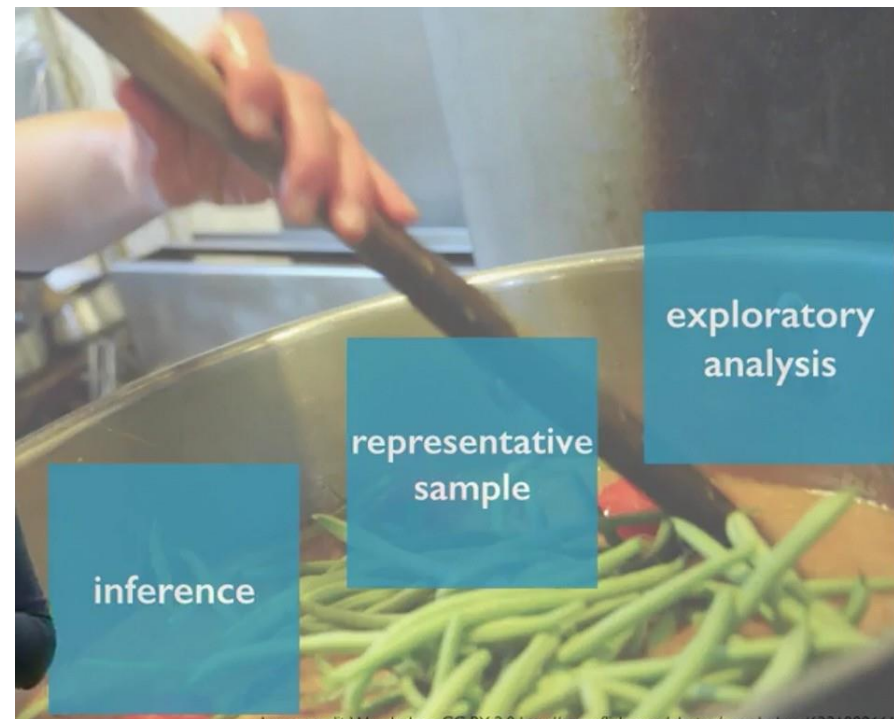 inference
representative
sample
exploratory
analysis